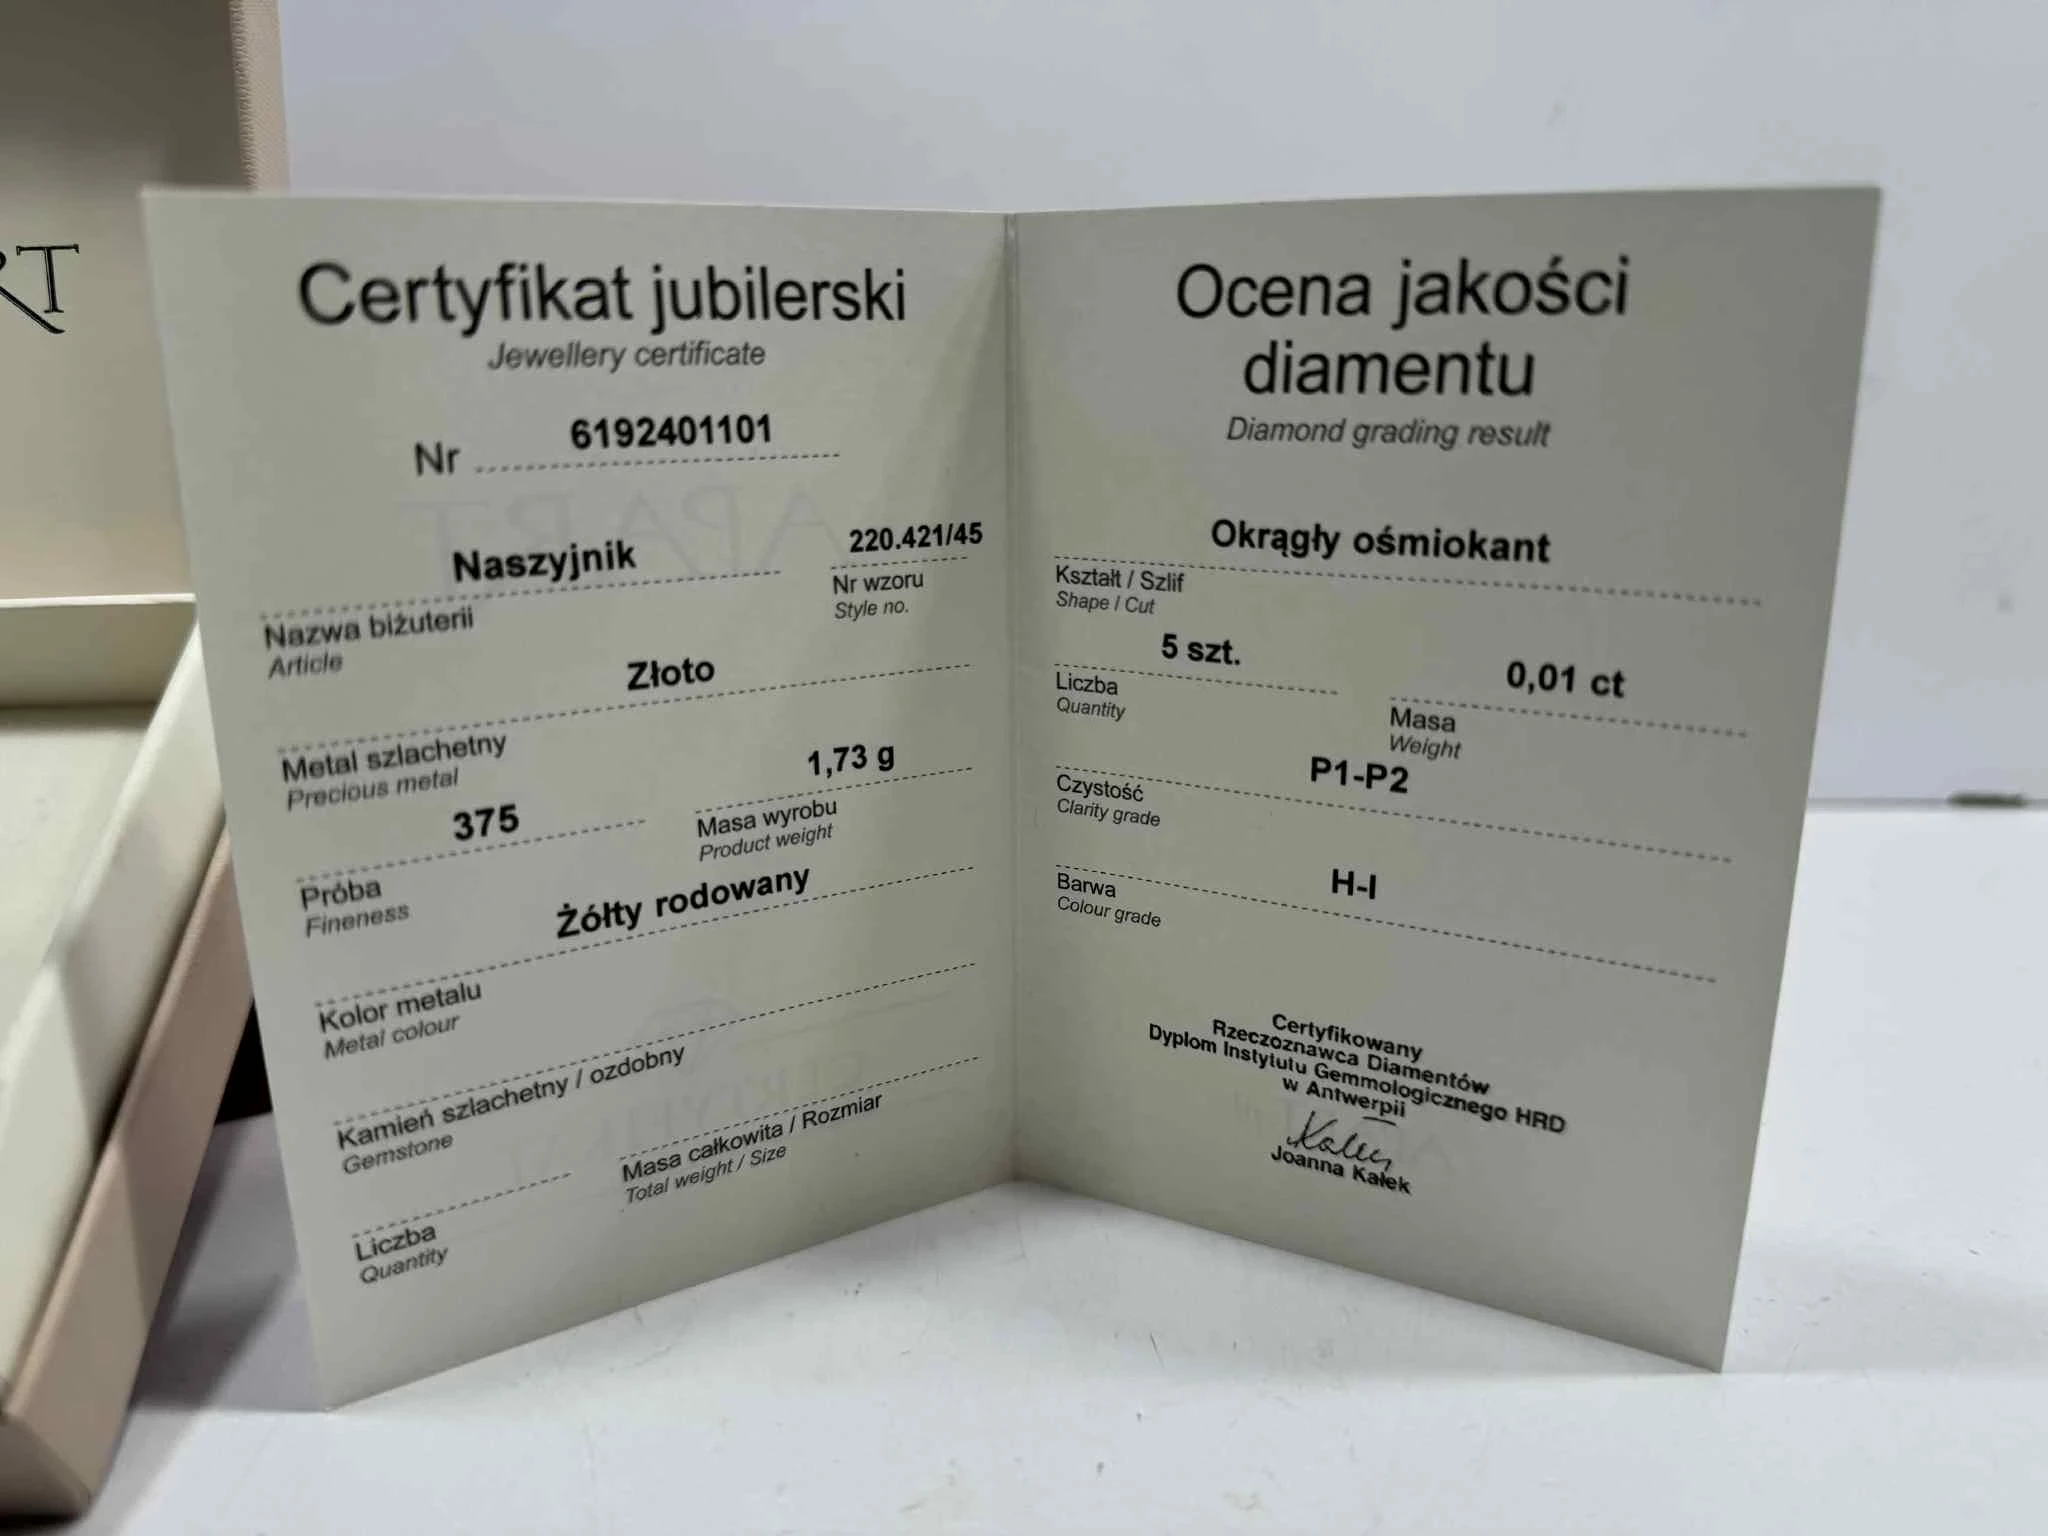 RT
Certyfikat jubilerski
Jewellery certificate
Nr 6192401101
APART
Naszyjnik 220.421/45
Nazwa biżuterii Nr wzoru
Article Style no.
Złoto
Metal szlachetny
Precious metal
375 1,73 g
Próba Masa wyrobu
Fineness Product weight
Żółty rodowany
Kolor metalu
Metal colour
Kamień szlachetny / ozdobny
Gemstone
Liczba Masa całkowita / Rozmiar
Quantity Total weight / Size
Ocena jakości
diamentu
Diamond grading result
Okrągły ośmiokant
Kształt / Szlif
Shape / Cut
5 szt. 0,01 ct
Liczba Masa
Quantity Weight
P1-P2
Czystość
Clarity grade
H-I
Barwa
Colour grade
Certyfikowany
Rzeczoznawca Diamentów
Dyplom Instytutu Gemmologicznego HRD
w Antwerpii
Kałek
Joanna Kałek